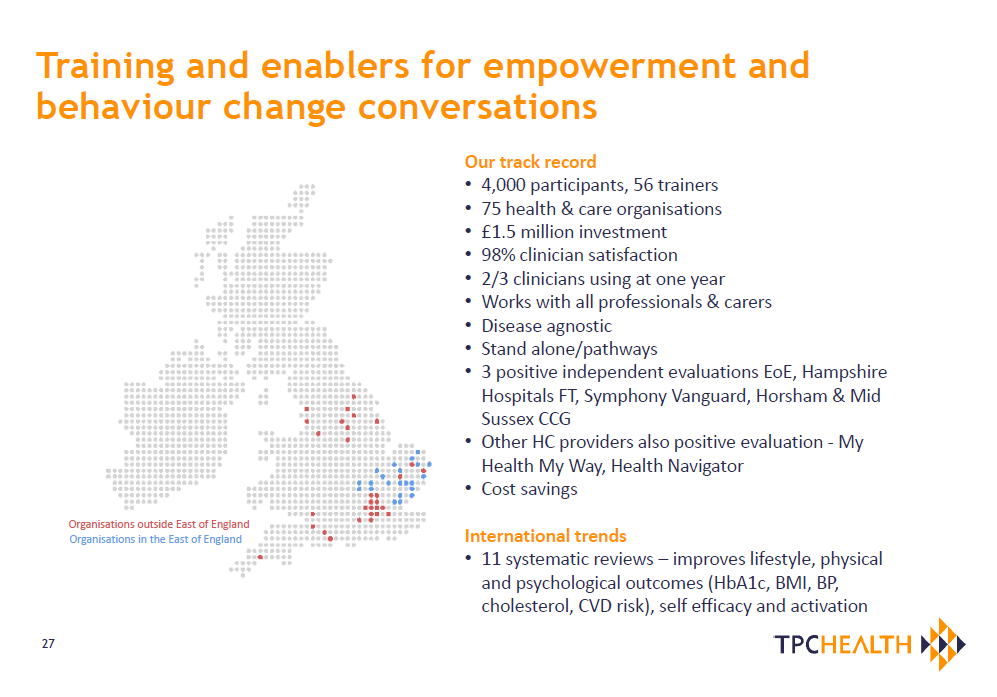 Training and enablers for empowerment and
behaviour change conversations
Our track record
• 4,000 participants, 56 trainers
• 75 health & care organisations
• £1.5 million investment
• 98% clinician satisfaction
• 2/3 clinicians using at one year
• Works with all professionals & carers
• Disease agnostic
• Stand alone/pathways
• 3 positive independent evaluations EoE, Hampshire
Hospitals FT, Symphony Vanguard, Horsham & Mid
Sussex CCG
• Other HC providers also positive evaluation - My
Health My Way, Health Navigator
• Cost savings
Organisations outside East of England
Organisations in the East of England
International trends
• 11 systematic reviews – improves lifestyle, physical
and psychological outcomes (HbA1c, BMI, BP,
cholesterol, CVD risk), self efficacy and activation
27
TPCHEALTH